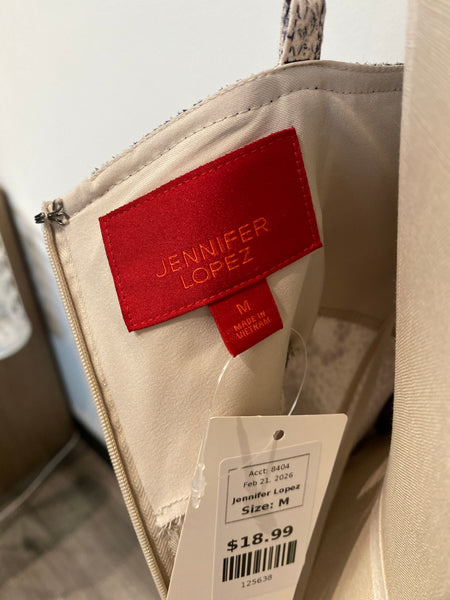 JENNIFER
LOPEZ
M
MADE IN
VIETNAM
Acct: 8404
Feb 21, 2026
Jennifer Lopez
Size: M
$18.99
125638